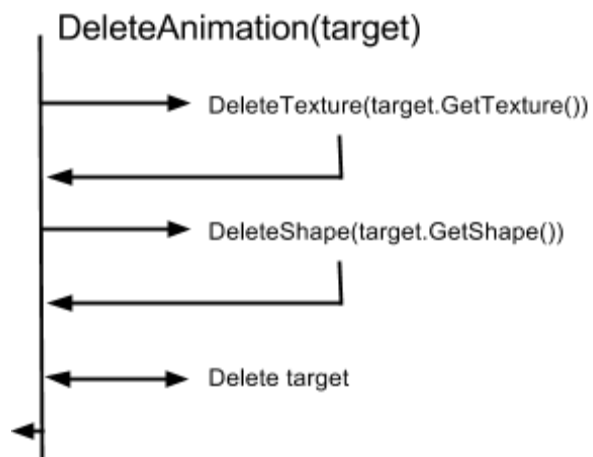 DeleteAnimation(target)
DeleteTexture(target.GetTexture())
DeleteShape(target.GetShape())
Delete target